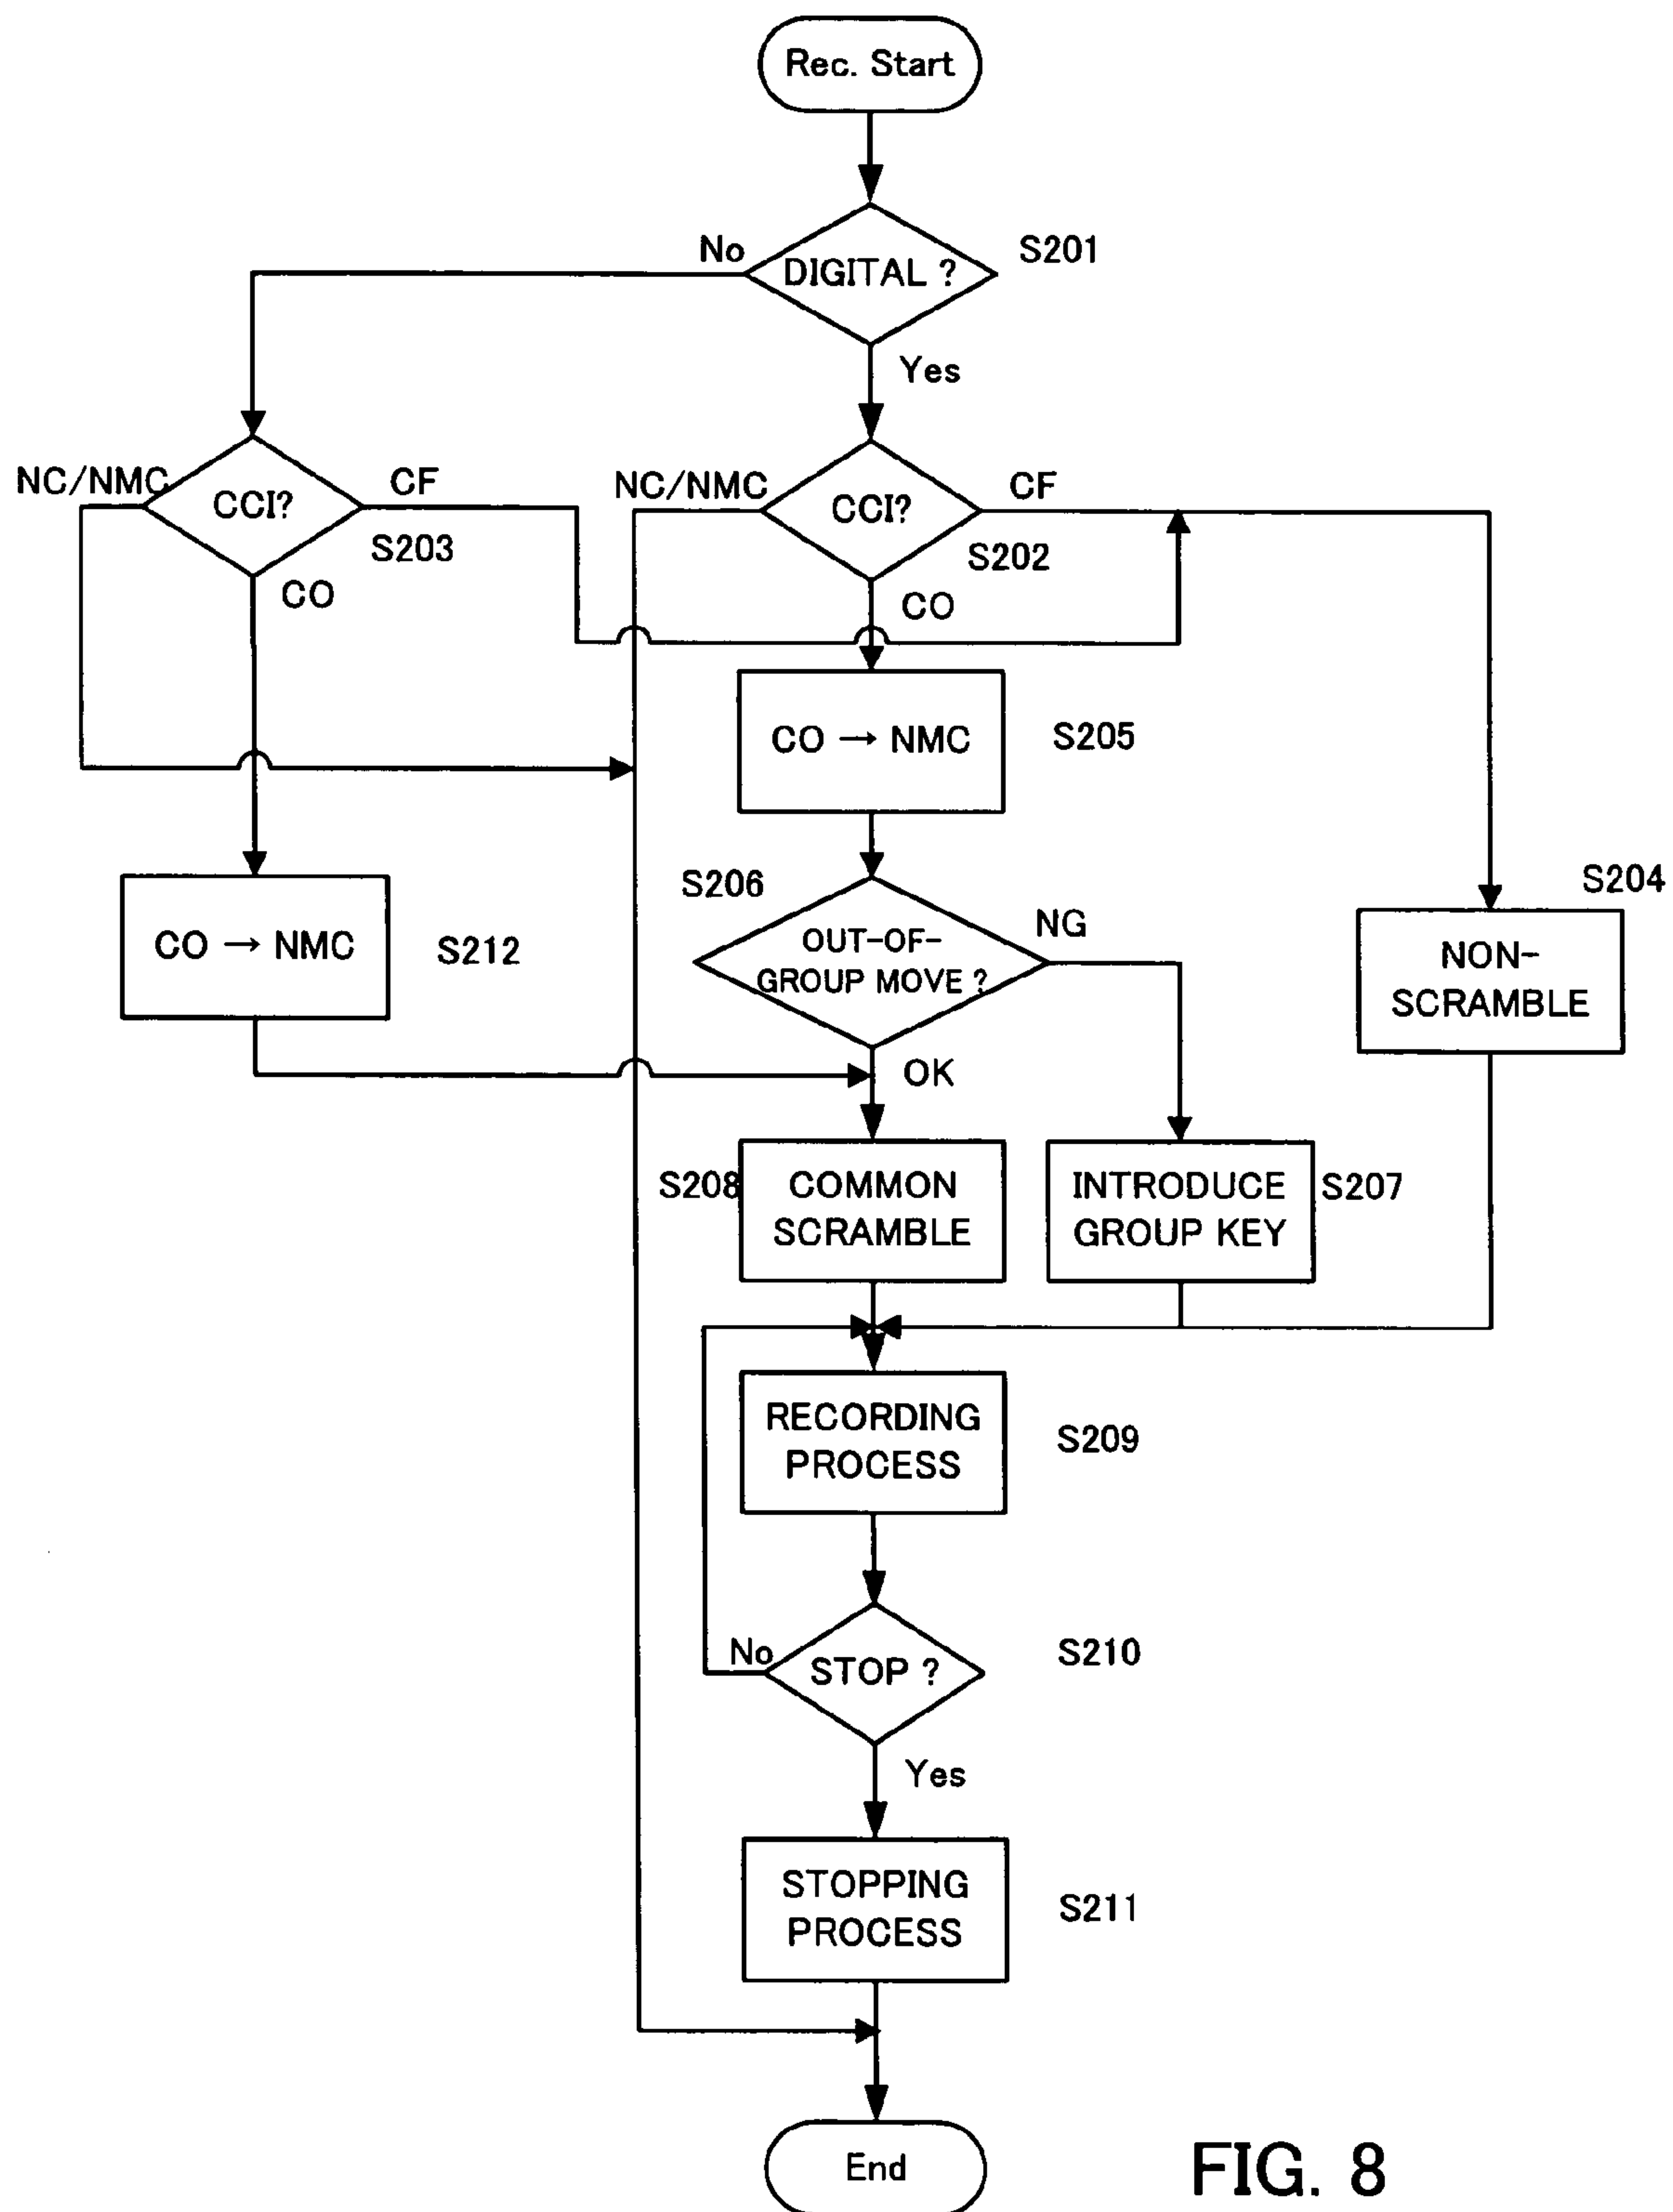 Rec. Start
No
DIGITAL ?
S201
Yes
NC/NMC
CCI?
CF
S203
CO
NC/NMC
CCI?
CF
S202
CO
CO → NMC
S205
CO → NMC
S212
S206
OUT-OF-
GROUP MOVE ?
NG
OK
S204
NON-
SCRAMBLE
S208
COMMON
SCRAMBLE
INTRODUCE
GROUP KEY
S207
RECORDING
PROCESS
S209
No
STOP ?
S210
Yes
STOPPING
PROCESS
S211
End
FIG. 8